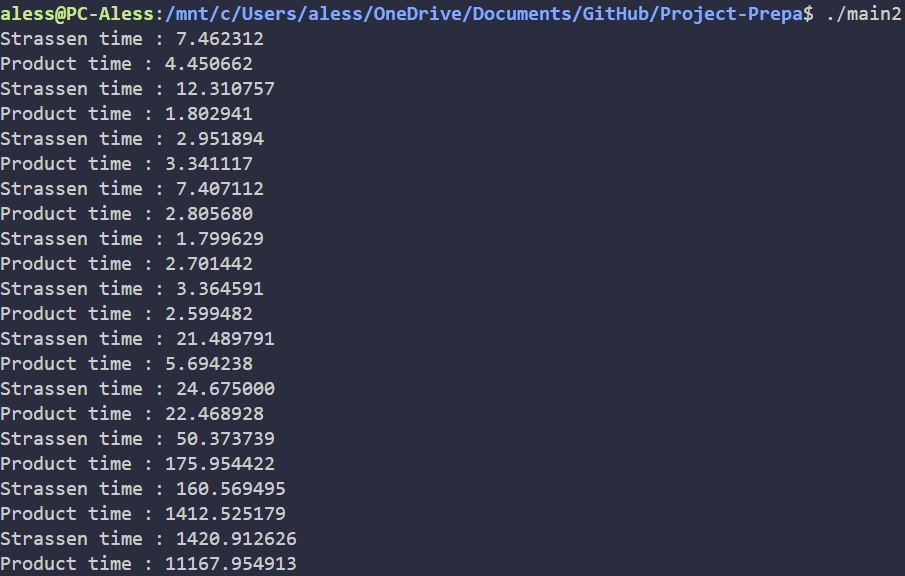 aless@PC-Aless:/mnt/c/Users/aless/OneDrive/Documents/GitHub/Project-Prepa$ ./main2
Strassen time : 7.462312
Product time : 4.450662
Strassen time : 12.310757
Product time : 1.802941
Strassen time : 2.951894
Product time : 3.341117
Strassen time : 7.407112
Product time : 2.805680
Strassen time : 1.799629
Product time : 2.701442
Strassen time : 3.364591
Product time : 2.599482
Strassen time : 21.489791
Product time : 5.694238
Strassen time : 24.675000
Product time : 22.468928
Strassen time : 50.373739
Product time : 175.954422
Strassen time : 160.569495
Product time : 1412.525179
Strassen time : 1420.912626
Product time : 11167.954913